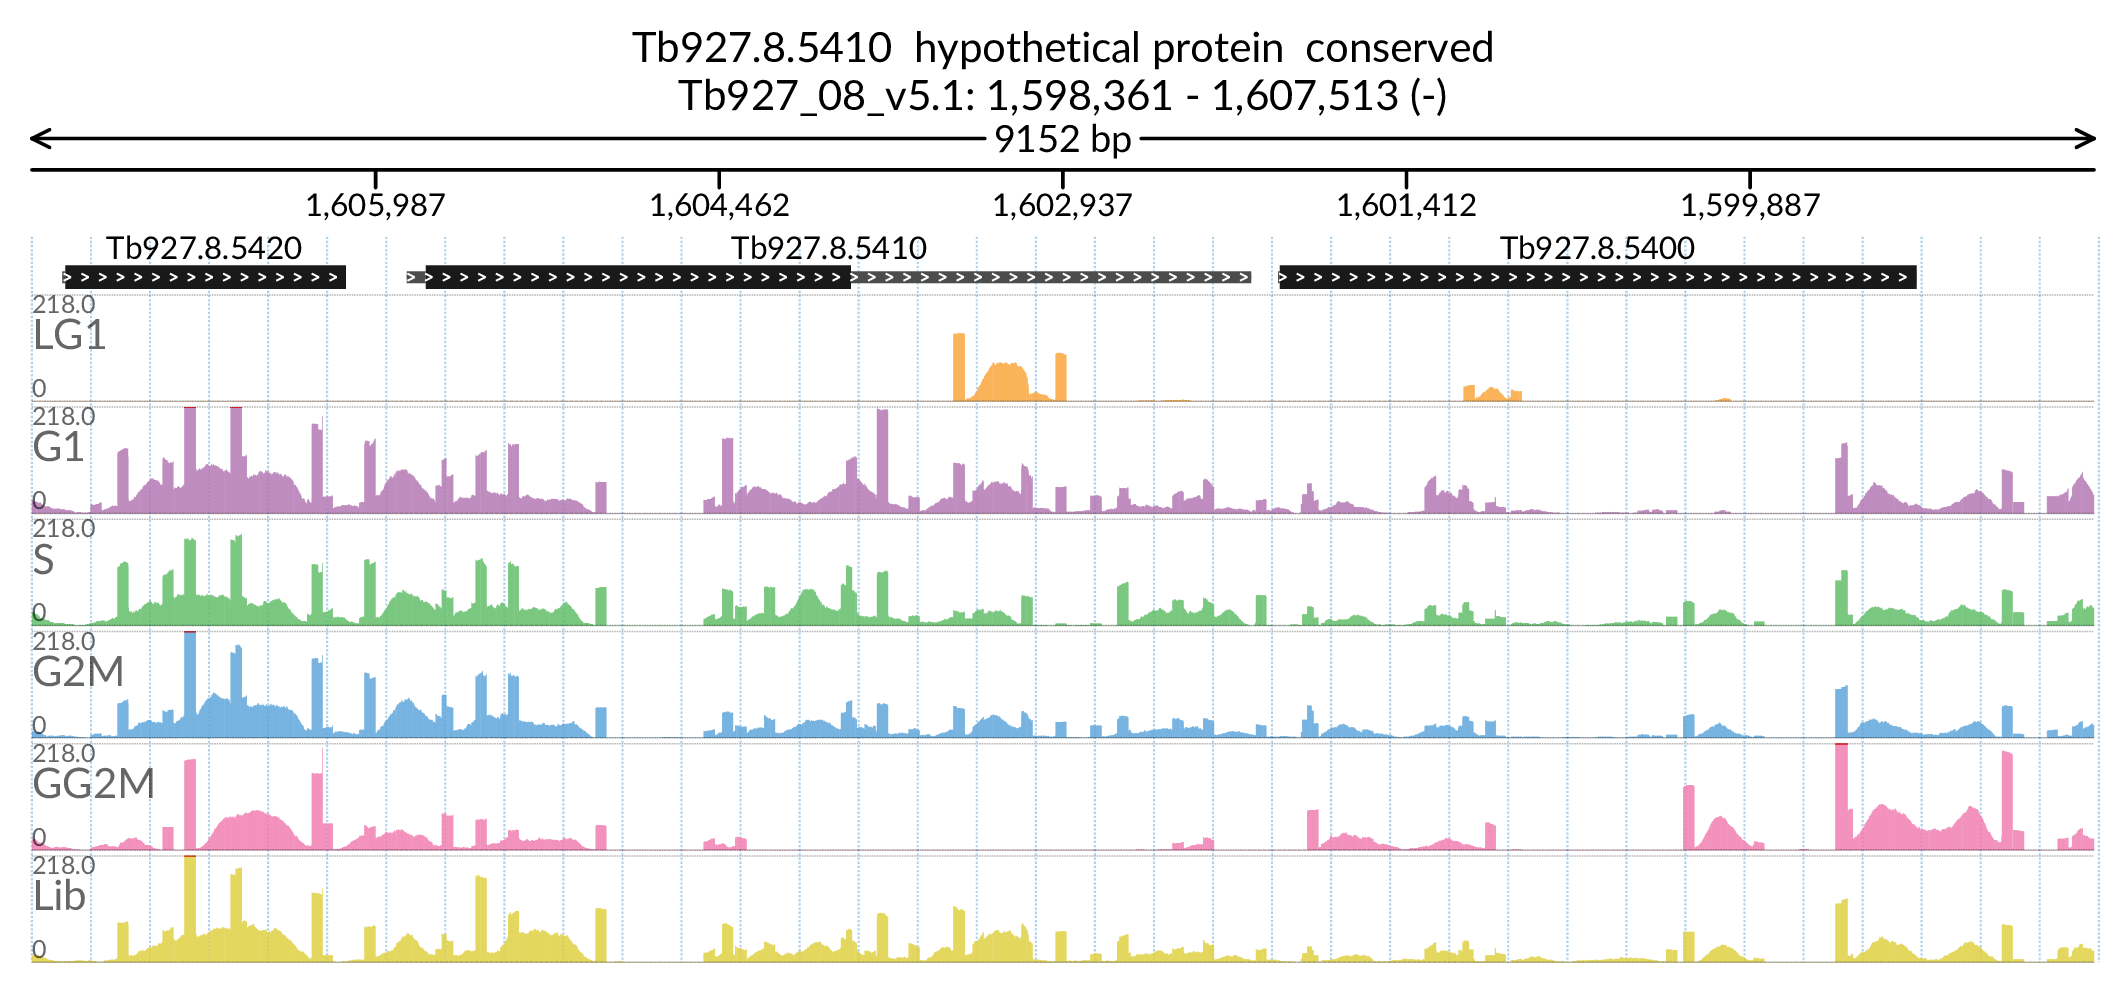 Tb927.8.5410  hypothetical protein  conserved
Tb927_08_v5.1: 1,598,361 - 1,607,513 (-)
9152 bp
1,605,987 1,604,462 1,602,937 1,601,412 1,599,887
Tb927.8.5420 Tb927.8.5410 Tb927.8.5400
218.0
LG1
0
218.0
G1
0
218.0
S
0
218.0
G2M
0
218.0
GG2M
0
218.0
Lib
0